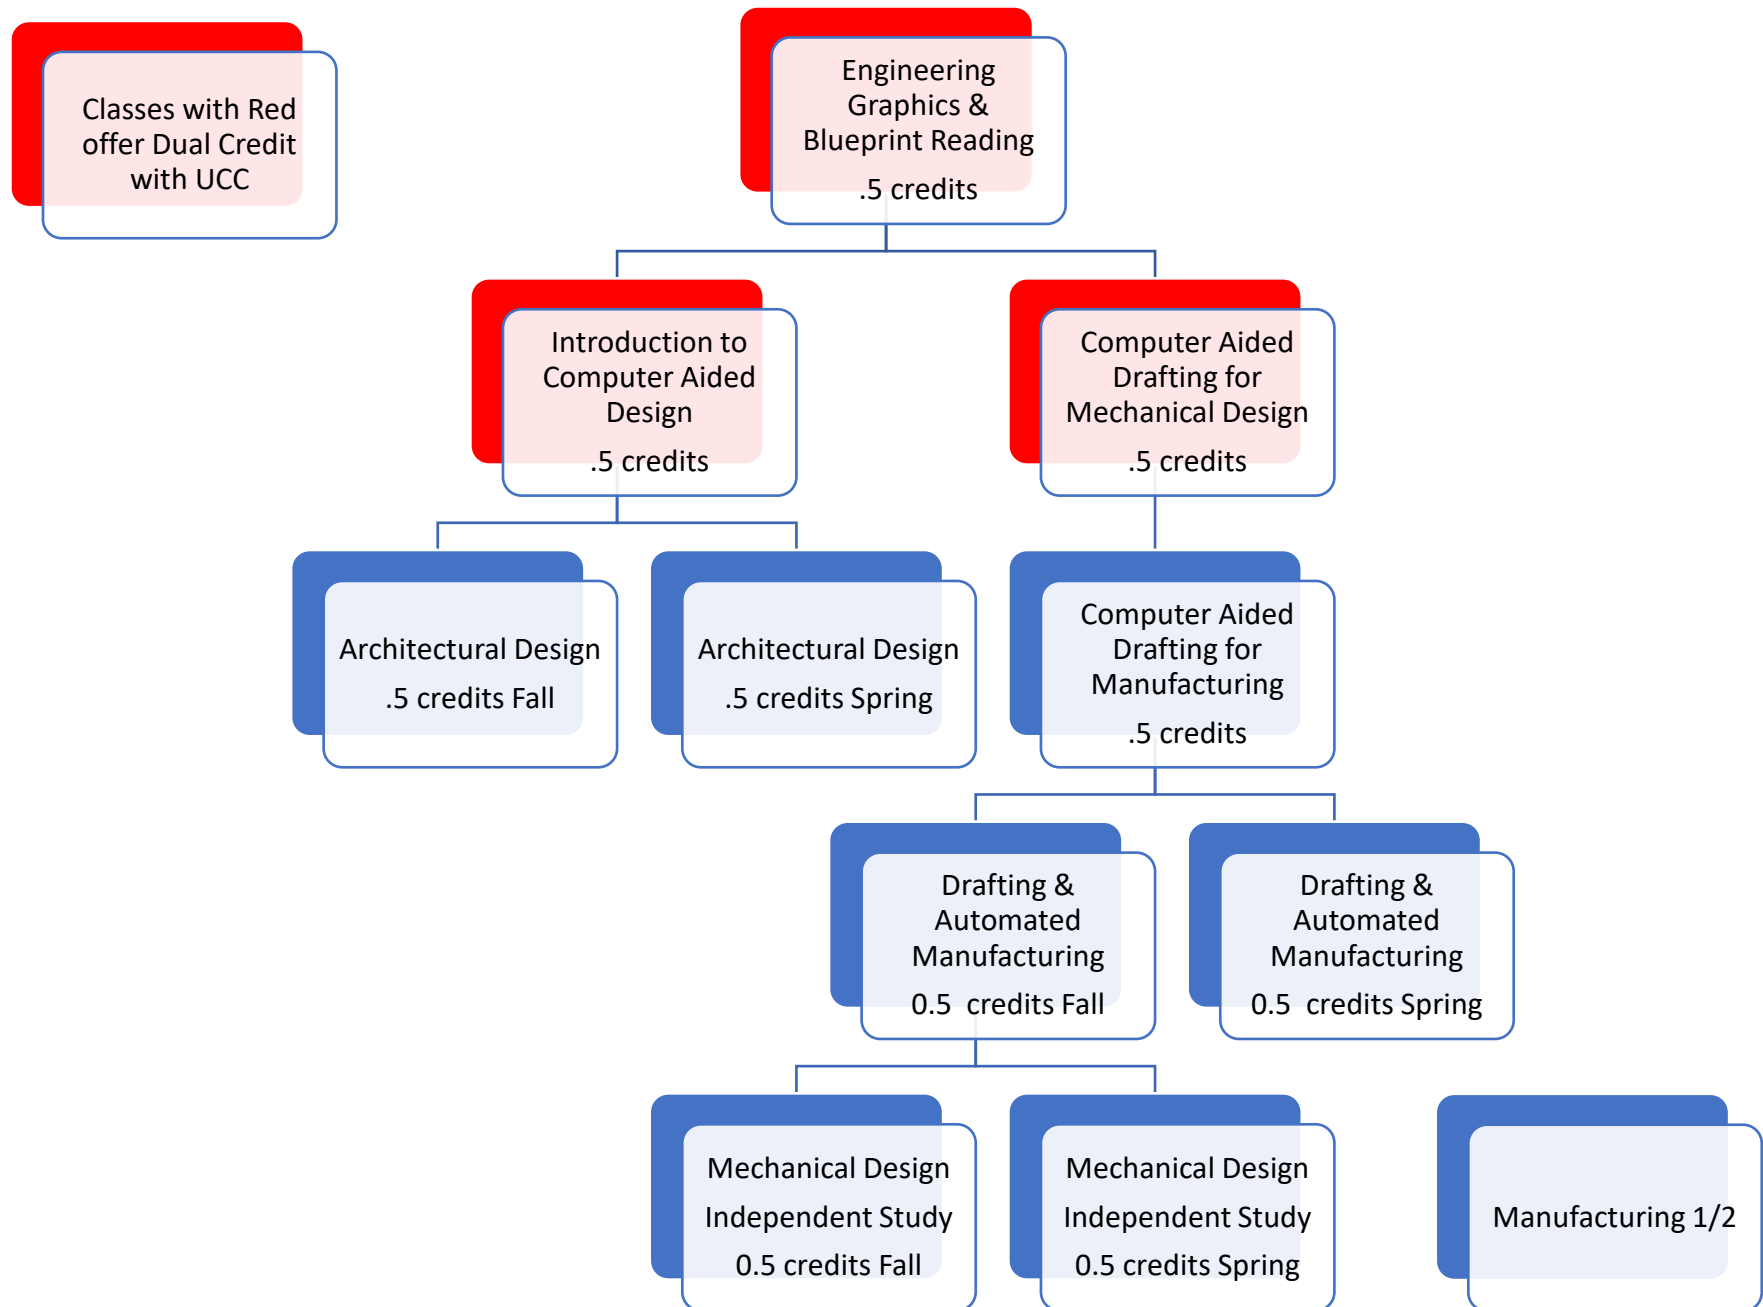 Classes with Red
offer Dual Credit
with UCC
Engineering
Graphics &
Blueprint Reading
.5 credits
Introduction to
Computer Aided
Design
.5 credits
Computer Aided
Drafting for
Mechanical Design
.5 credits
Architectural Design
.5 credits Fall
Architectural Design
.5 credits Spring
Computer Aided
Drafting for
Manufacturing
.5 credits
Drafting &
Automated
Manufacturing
0.5  credits Fall
Drafting &
Automated
Manufacturing
0.5  credits Spring
Mechanical Design
Independent Study
0.5 credits Fall
Mechanical Design
Independent Study
0.5 credits Spring
Manufacturing 1/2